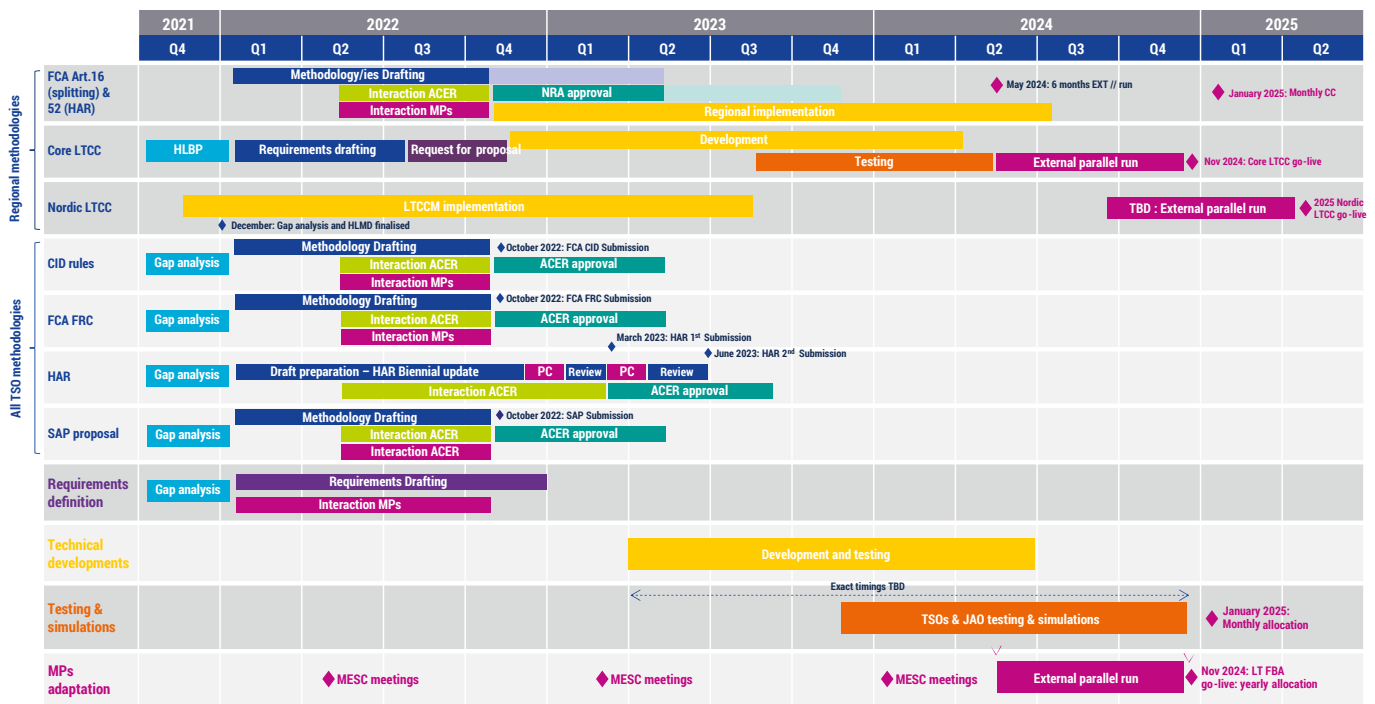 2021
2022
2023
2024
2025
Q4
Q1
Q2
Q3
Q4
Q1
Q2
Q3
Q4
Q1
Q2
Q3
Q4
Q1
Q2
Regional methodologies
FCA Art.16
(splitting) &
52 (HAR)
Methodology/ies Drafting
Interaction ACER
NRA approval
Interaction MPs
Regional implementation
May 2024: 6 months EXT // run
January 2025: Monthly CC
Core LTCC
HLBP
Requirements drafting
Request for proposal
Development
Testing
External parallel run
Nov 2024: Core LTCC go-live
Nordic LTCC
LTCCM implementation
December: Gap analysis and HLMD finalised
TBD : External parallel run
2025 Nordic
LTCC go-live
All TSO methodologies
CID rules
Gap analysis
Methodology Drafting
October 2022: FCA CID Submission
Interaction ACER
ACER approval
Interaction MPs
FCA FRC
Gap analysis
Methodology Drafting
October 2022: FCA FRC Submission
Interaction ACER
ACER approval
Interaction MPs
March 2023: HAR 1st Submission
June 2023: HAR 2nd Submission
HAR
Gap analysis
Draft preparation – HAR Biennial update
PC
Review
PC
Review
Interaction ACER
ACER approval
SAP proposal
Gap analysis
Methodology Drafting
October 2022: SAP Submission
Interaction ACER
ACER approval
Interaction ACER
Requirements
definition
Gap analysis
Requirements Drafting
Interaction MPs
Technical
developments
Development and testing
Testing &
simulations
Exact timings TBD
TSOs & JAO testing & simulations
January 2025:
Monthly allocation
MPs
adaptation
MESC meetings
MESC meetings
MESC meetings
External parallel run
Nov 2024: LT FBA
go-live: yearly allocation